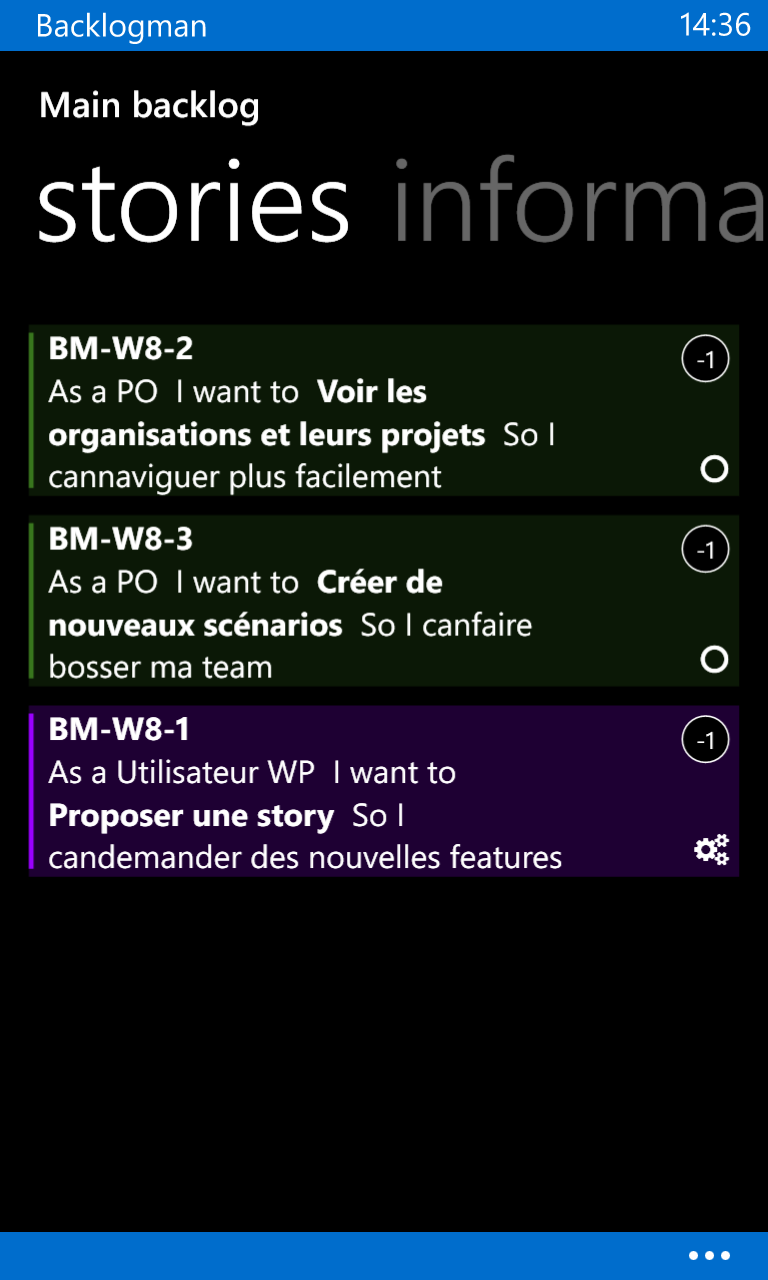 Backlogman 14:36
Main backlog
stories informa
BM-W8-2 -1
As a PO I want to Voir les
organisations et leurs projets So I
cannaviguer plus facilement
BM-W8-3 -1
As a PO I want to Créer de
nouveaux scénarios So I canfaire
bosser ma team
BM-W8-1 -1
As a Utilisateur WP I want to
Proposer une story So I
candemander des nouvelles features